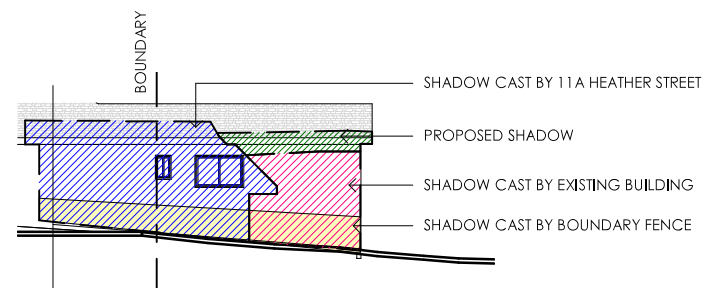 BOUNDARY
SHADOW CAST BY 11A HEATHER STREET
PROPOSED SHADOW
SHADOW CAST BY EXISTING BUILDING
SHADOW CAST BY BOUNDARY FENCE